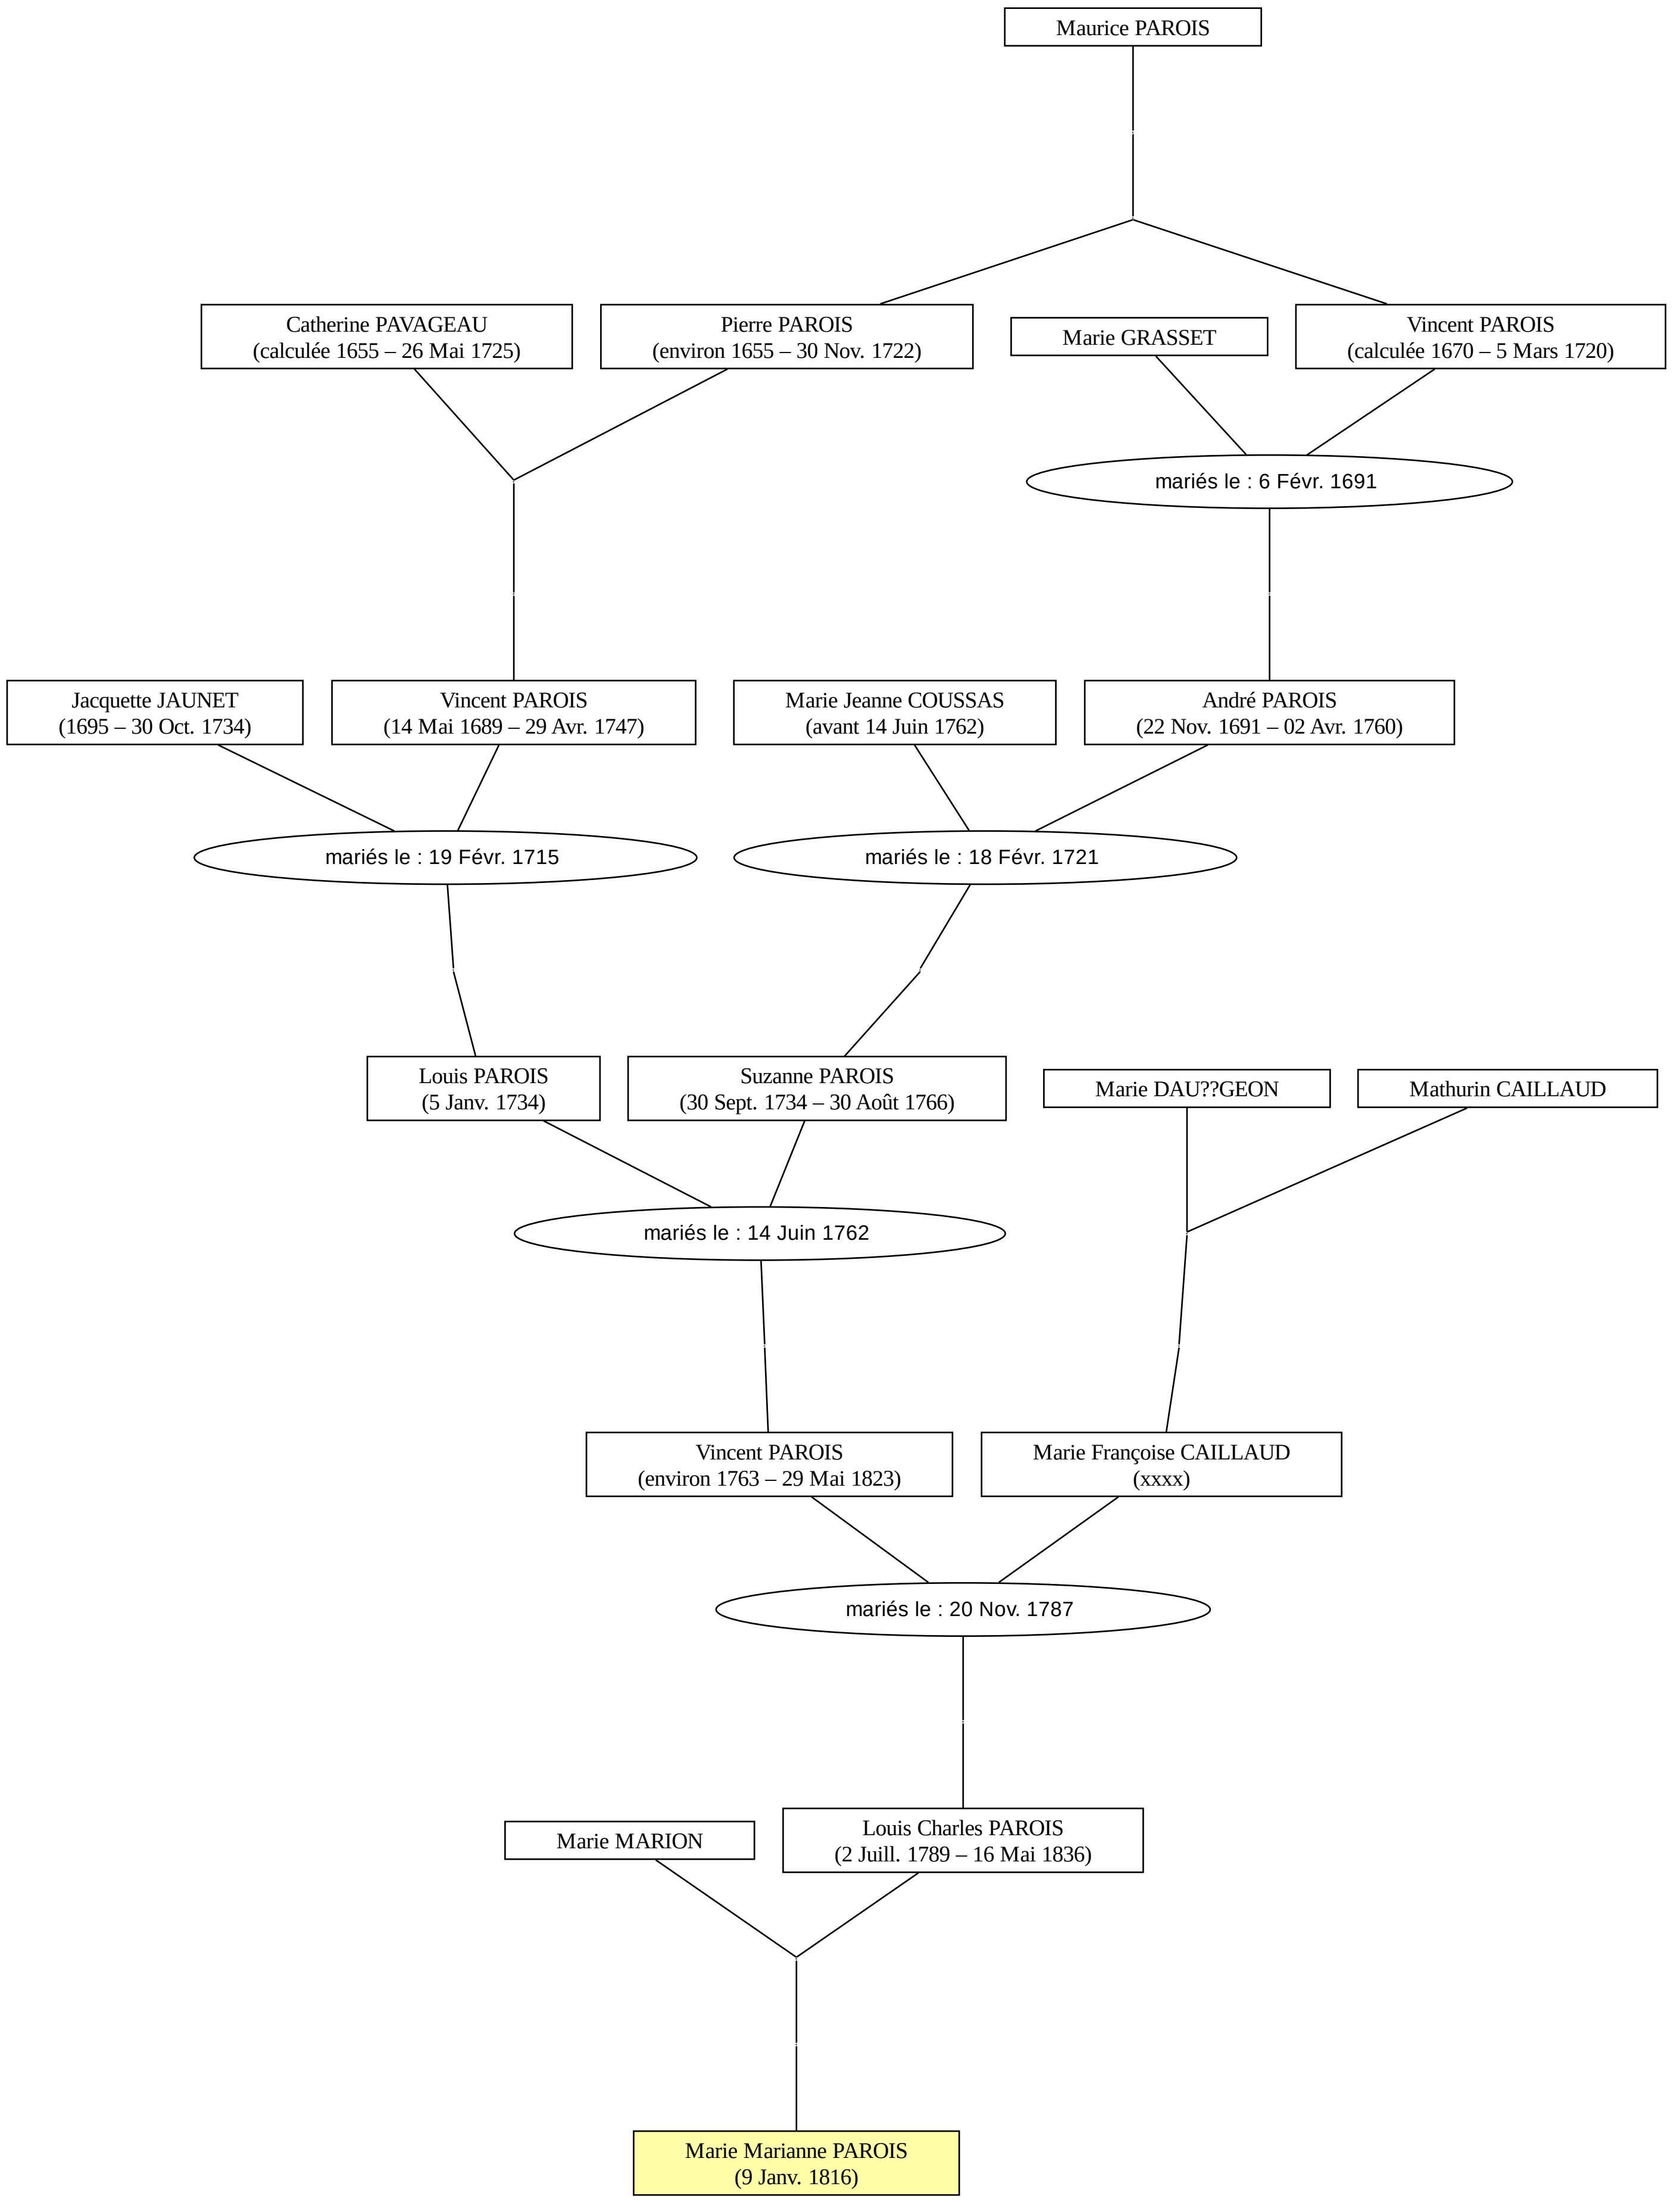 Maurice PAROIS
Catherine PAVAGEAU
(calculée 1655 – 26 Mai 1725)
Pierre PAROIS
(environ 1655 – 30 Nov. 1722)
Marie GRASSET
Vincent PAROIS
(calculée 1670 – 5 Mars 1720)
mariés le : 6 Févr. 1691
Jacquette JAUNET
(1695 – 30 Oct. 1734)
Vincent PAROIS
(14 Mai 1689 – 29 Avr. 1747)
Marie Jeanne COUSSAS
(avant 14 Juin 1762)
André PAROIS
(22 Nov. 1691 – 02 Avr. 1760)
mariés le : 19 Févr. 1715
mariés le : 18 Févr. 1721
Louis PAROIS
(5 Janv. 1734)
Suzanne PAROIS
(30 Sept. 1734 – 30 Août 1766)
Marie DAU??GEON
Mathurin CAILLAUD
mariés le : 14 Juin 1762
Vincent PAROIS
(environ 1763 – 29 Mai 1823)
Marie Françoise CAILLAUD
(xxxx)
mariés le : 20 Nov. 1787
Marie MARION
Louis Charles PAROIS
(2 Juill. 1789 – 16 Mai 1836)
Marie Marianne PAROIS
(9 Janv. 1816)